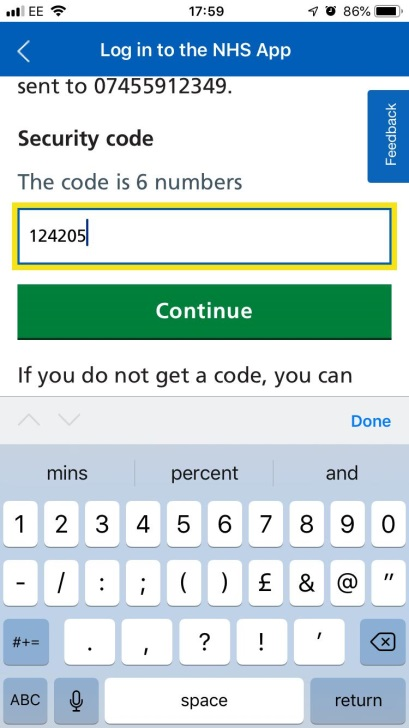 EE 17:59 86%
Log in to the NHS App
sent to 07455912349.
Feedback
Security code
The code is 6 numbers
124205
Continue
If you do not get a code, you can
Done
mins percent and
1 2 3 4 5 6 7 8 9 0
- / : ; ( ) £ & @ "
#+= . , ? ! '
ABC space return